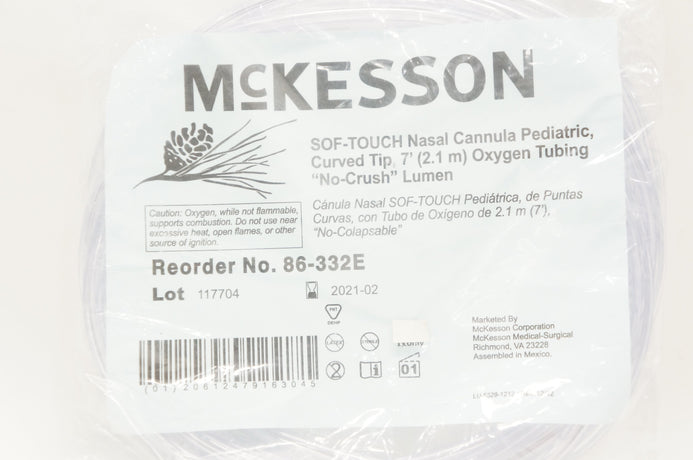 McKESSON
SOF-TOUCH Nasal Cannula Pediatric,
Curved Tip, 7' (2.1 m) Oxygen Tubing
“No-Crush” Lumen
Cánula Nasal SOF-TOUCH Pediátrica, de Puntas
Curvas, con Tubo de Oxígeno de 2.1 m (7'),
“No-Colapsable”
Caution: Oxygen, while not flammable,
supports combustion. Do not use near
excessive heat, open flames, or other
source of ignition.
Reorder No. 86-332E
Lot 117704 2021-02
DEHP
Marketed By
McKesson Corporation
McKesson Medical-Surgical
Richmond, VA 23228
Assembled in Mexico.
01
(01)20612479163045